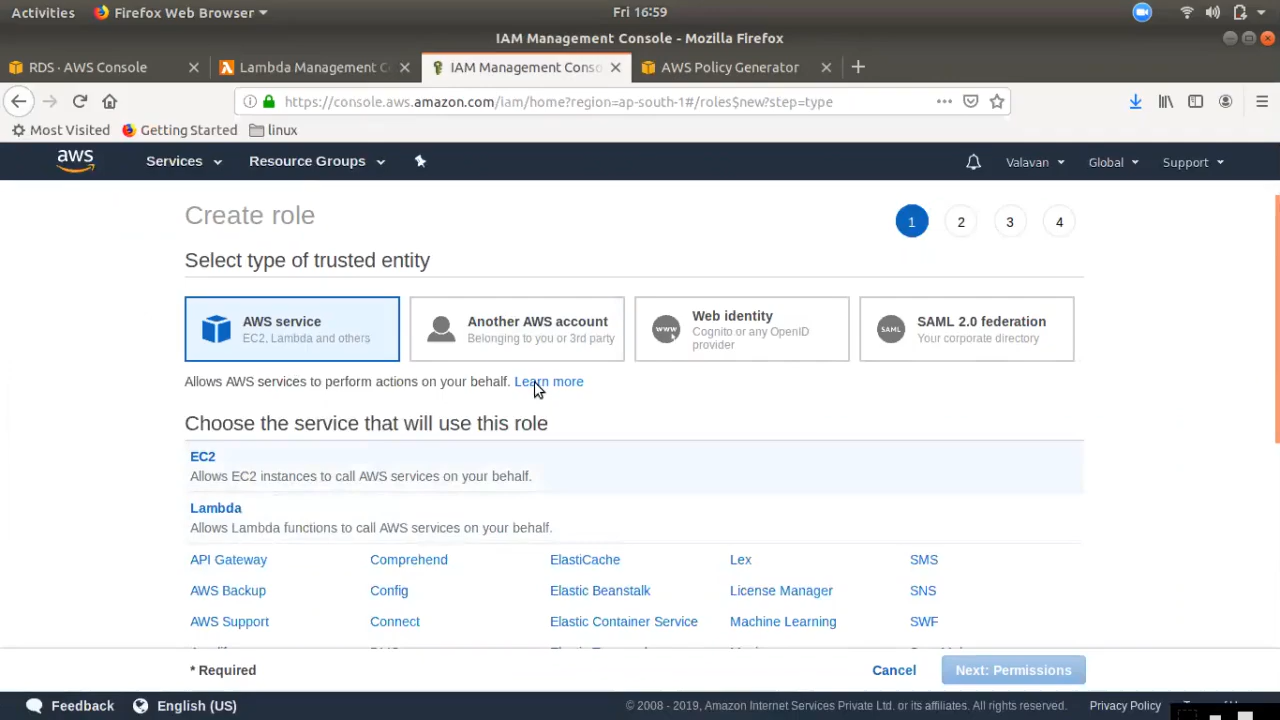 Activities Firefox Web Browser Fri 16:59
IAM Management Console - Mozilla Firefox
RDS · AWS Console Lambda Management C IAM Management Conso AWS Policy Generator
https://console.aws.amazon.com/iam/home?region=ap-south-1#/roles$new?step=type
Most Visited Getting Started linux
aws Services Resource Groups Valavan Global Support
Create role 1 2 3 4
Select type of trusted entity
AWS service
EC2, Lambda and others
Another AWS account
Belonging to you or 3rd party
WWW
Web identity
Cognito or any OpenID
provider
SAML
SAML 2.0 federation
Your corporate directory
Allows AWS services to perform actions on your behalf. Learn more
Choose the service that will use this role
EC2
Allows EC2 instances to call AWS services on your behalf.
Lambda
Allows Lambda functions to call AWS services on your behalf.
API Gateway Comprehend ElastiCache Lex SMS
AWS Backup Config Elastic Beanstalk License Manager SNS
AWS Support Connect Elastic Container Service Machine Learning SWF
* Required Cancel Next: Permissions
Feedback English (US) © 2008 - 2019, Amazon Internet Services Private Ltd. or its affiliates. All rights reserved. Privacy Policy